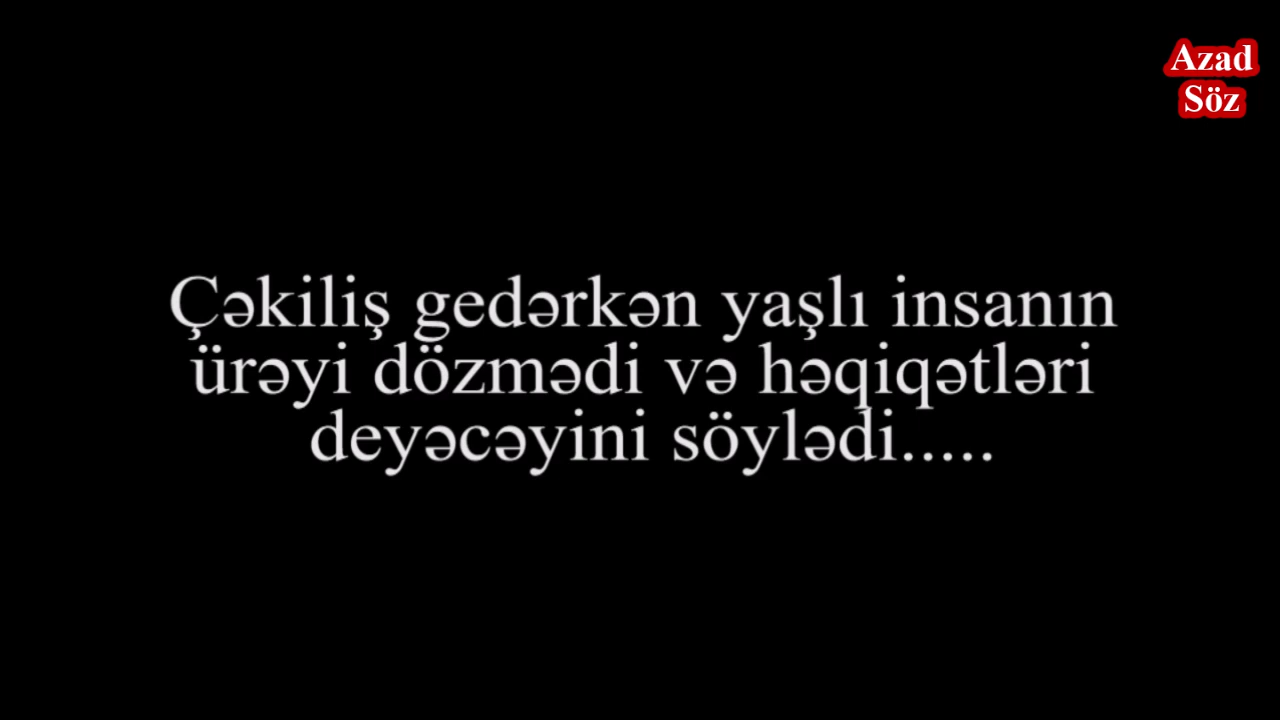 Azad
Söz
Çəkiliş gedərkən yaşlı insanın
ürəyi dözmədi və həqiqətləri
deyəcəyini söylədi.....